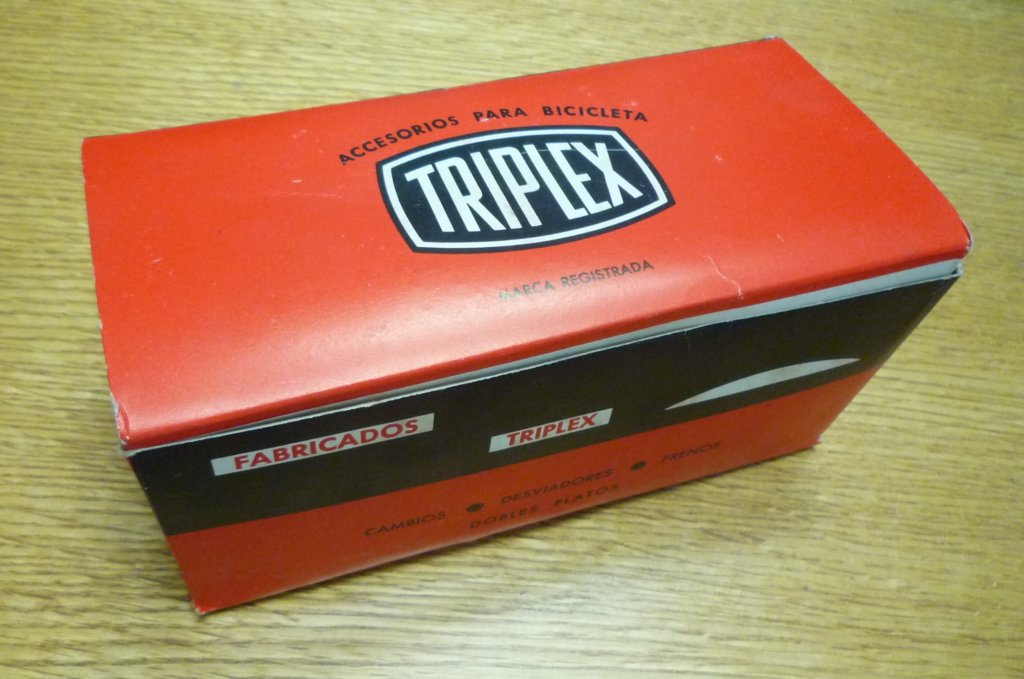 ACCESORIOS PARA BICICLETA
TRIPLEX
MARCA REGISTRADA
FABRICADOS TRIPLEX
CAMBIOS • DESVIADORES • FRENOS
DOBLES PLATOS